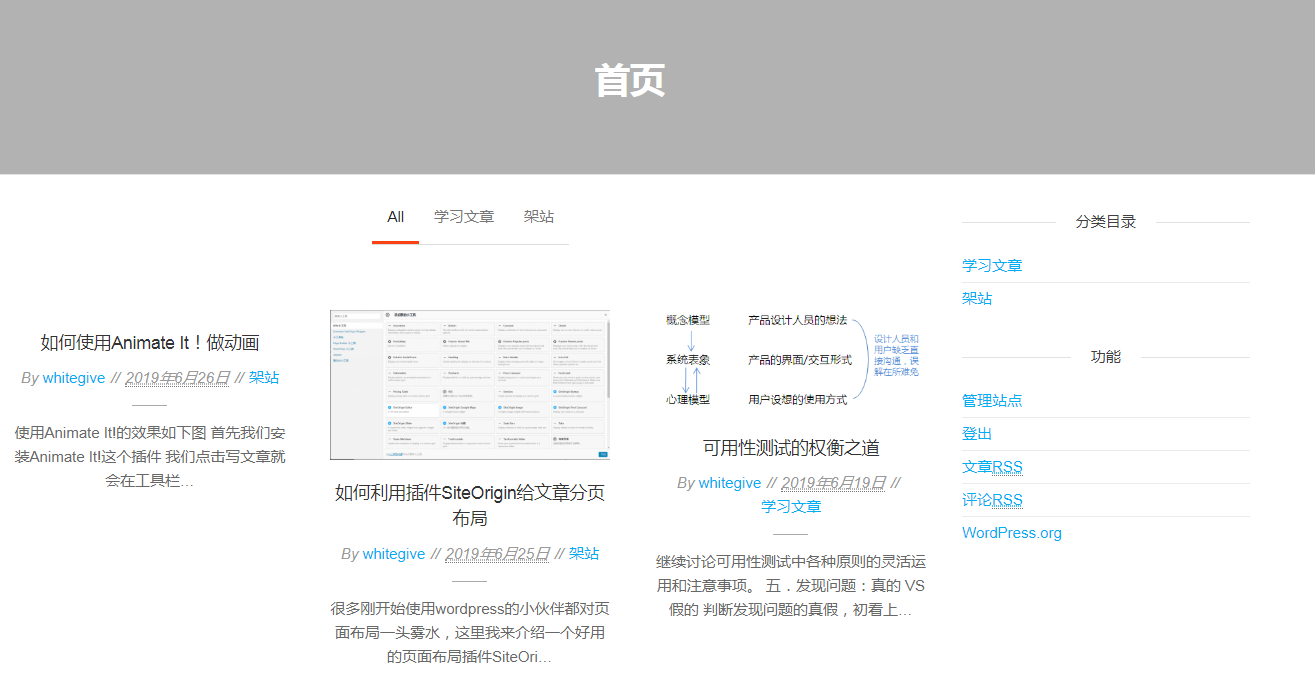 首页
All
学习文章
架站
如何使用Animate It！做动画
By whitegive // 2019年6月26日 // 架站
使用Animate It!的效果如下图 首先我们安
装Animate It!这个插件 我们点击写文章就
会在工具栏…
如何利用插件SiteOrigin给文章分页
布局
By whitegive // 2019年6月25日 // 架站
很多刚开始使用wordpress的小伙伴都对页
面布局一头雾水，这里我来介绍一个好用
的页面布局插件SiteOri…
概念模型
产品设计人员的想法
系统表象
产品的界面/交互形式
心理模型
用户设想的使用方式
设计人员和
用户缺乏直
接沟通，误
解在所难免
可用性测试的权衡之道
By whitegive // 2019年6月19日 //
学习文章
继续讨论可用性测试中各种原则的灵活运
用和注意事项。 五．发现问题：真的 VS
假的 判断发现问题的真假，初看上…
分类目录
学习文章
架站
功能
管理站点
登出
文章RSS
评论RSS
WordPress.org